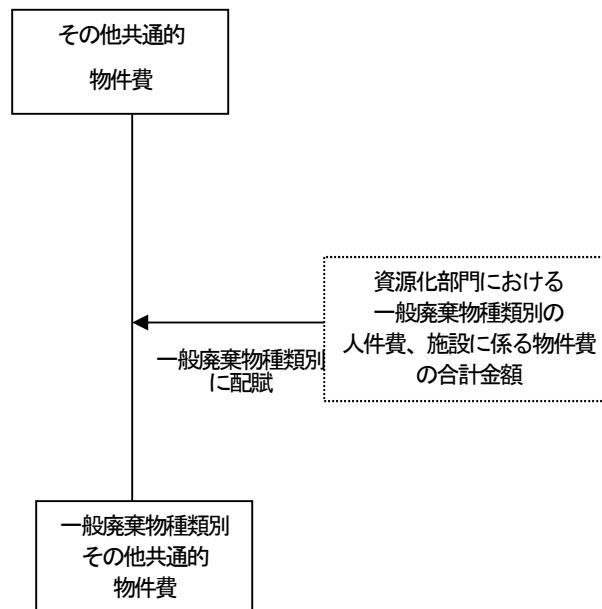 その他共通的
物件費
資源化部門における
一般廃棄物種類別の
人件費、施設に係る物件費
の合計金額
一般廃棄物種類別
に配賦
一般廃棄物種類別
その他共通的
物件費